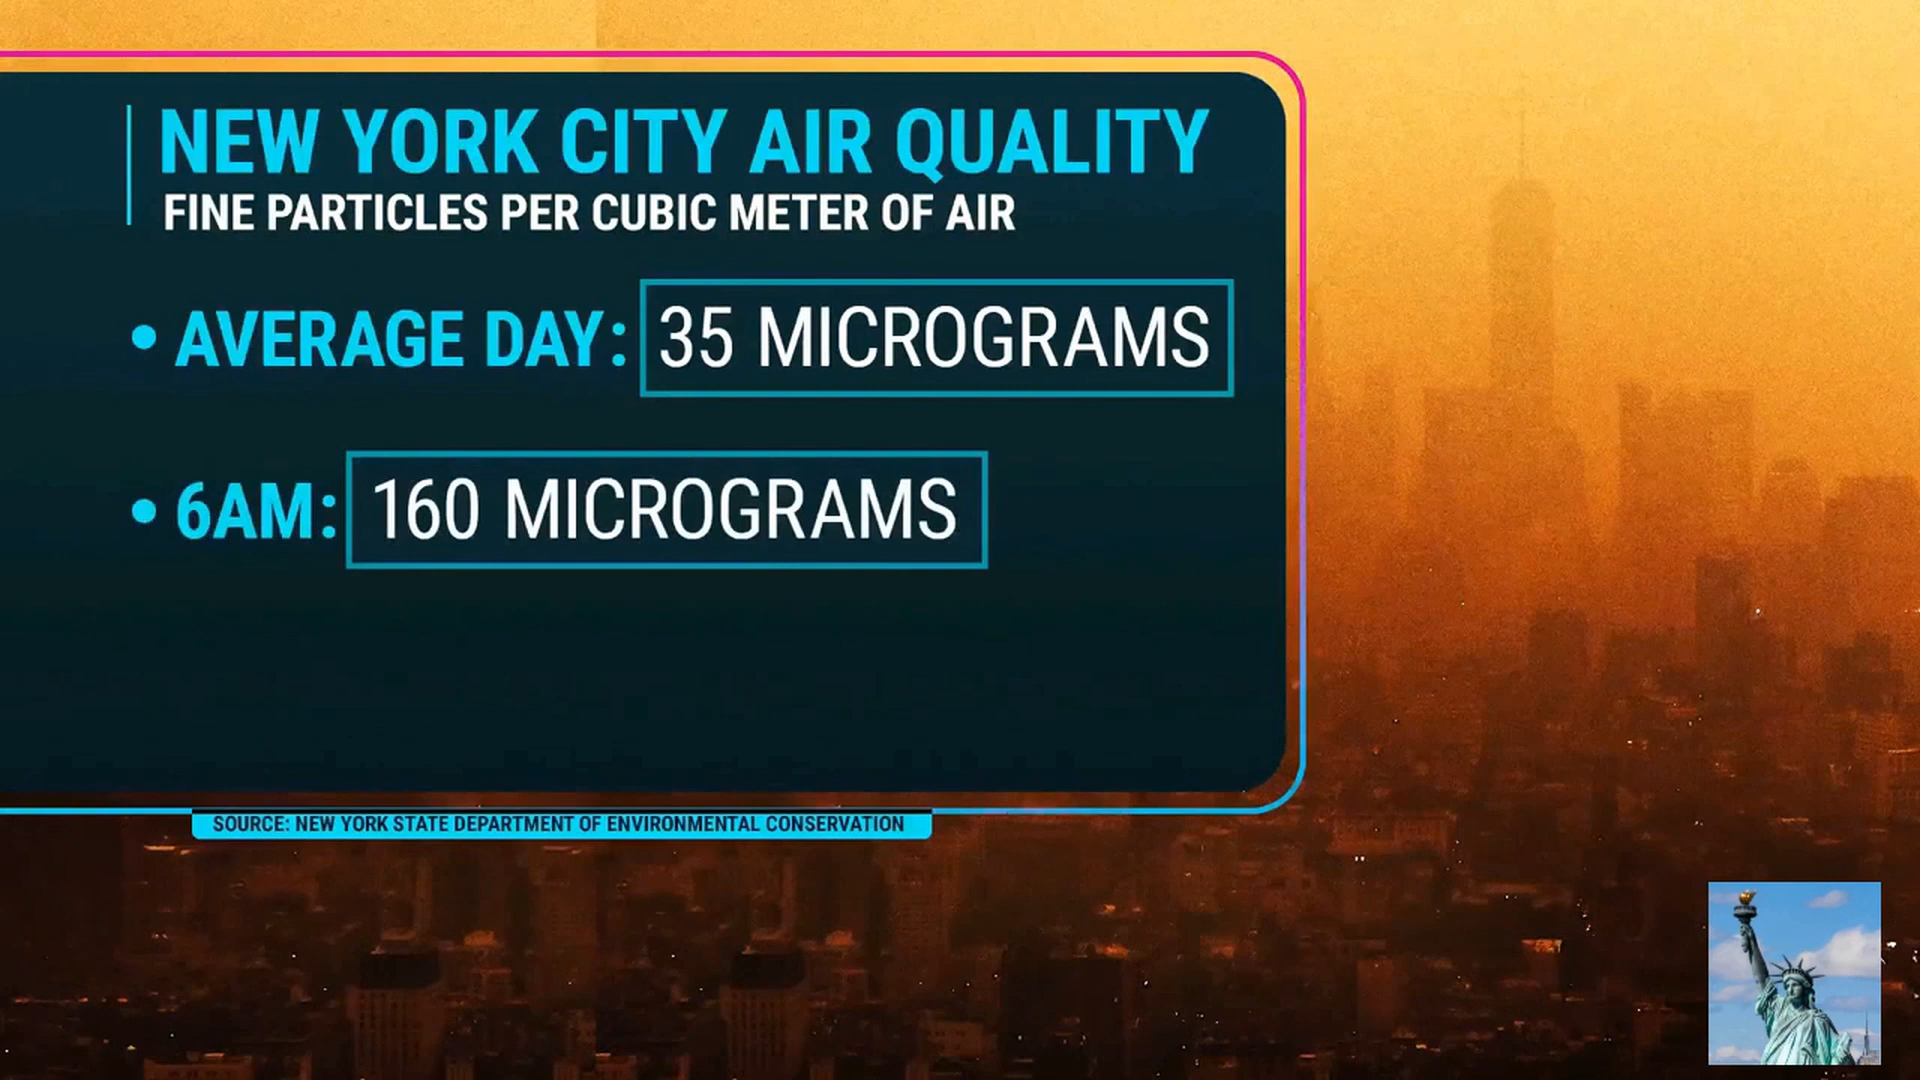 NEW YORK CITY AIR QUALITY
FINE PARTICLES PER CUBIC METER OF AIR
• AVERAGE DAY: 35 MICROGRAMS
• 6AM: 160 MICROGRAMS
SOURCE: NEW YORK STATE DEPARTMENT OF ENVIRONMENTAL CONSERVATION